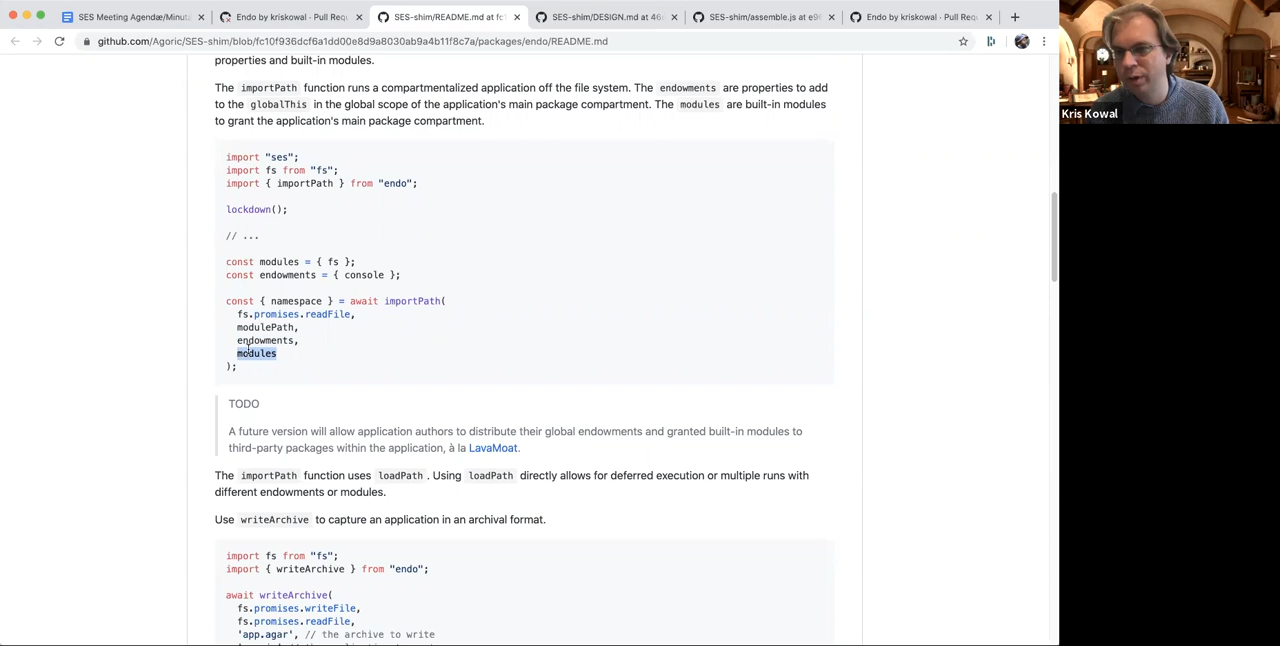 SES Meeting Agendæ/Minuta
Endo by kriskowal · Pull Req
SES-shim/README.md at fc1
SES-shim/DESIGN.md at 46c
SES-shim/assemble.js at e96
Endo by kriskowal · Pull Req
github.com/Agoric/SES-shim/blob/fc10f936dcf6a1dd00e8d9a8030ab9a4b11f8c7a/packages/endo/README.md
properties and built-in modules.
The importPath function runs a compartmentalized application off the file system. The endowments are properties to add
to the globalThis in the global scope of the application's main package compartment. The modules are built-in modules
to grant the application's main package compartment.
import "ses";
import fs from "fs";
import { importPath } from "endo";
lockdown();
// ...
const modules = { fs };
const endowments = { console };
const { namespace } = await importPath(
fs.promises.readFile,
modulePath,
endowments,
modules
);
TODO
A future version will allow application authors to distribute their global endowments and granted built-in modules to
third-party packages within the application, à la LavaMoat.
The importPath function uses loadPath . Using loadPath directly allows for deferred execution or multiple runs with
different endowments or modules.
Use writeArchive to capture an application in an archival format.
import fs from "fs";
import { writeArchive } from "endo";
await writeArchive(
fs.promises.writeFile,
fs.promises.readFile,
'app.agar', // the archive to write
Kris Kowal